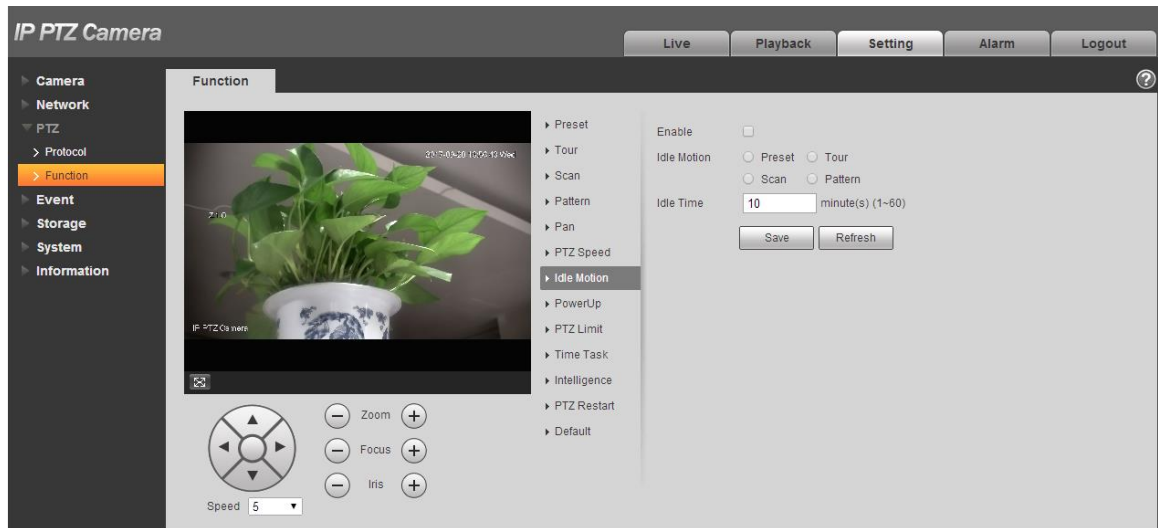 IP PTZ Camera
Live Playback Setting Alarm Logout
Camera
Network
PTZ
Protocol
Function
Event
Storage
System
Information
Function
IP PTZ Camera
Zoom
Focus
Iris
Speed 5
Preset
Tour
Scan
Pattern
Pan
PTZ Speed
Idle Motion
PowerUp
PTZ Limit
Time Task
Intelligence
PTZ Restart
Default
Enable
Idle Motion Preset Tour
Scan Pattern
Idle Time 10 minute(s) (1~60)
Save Refresh